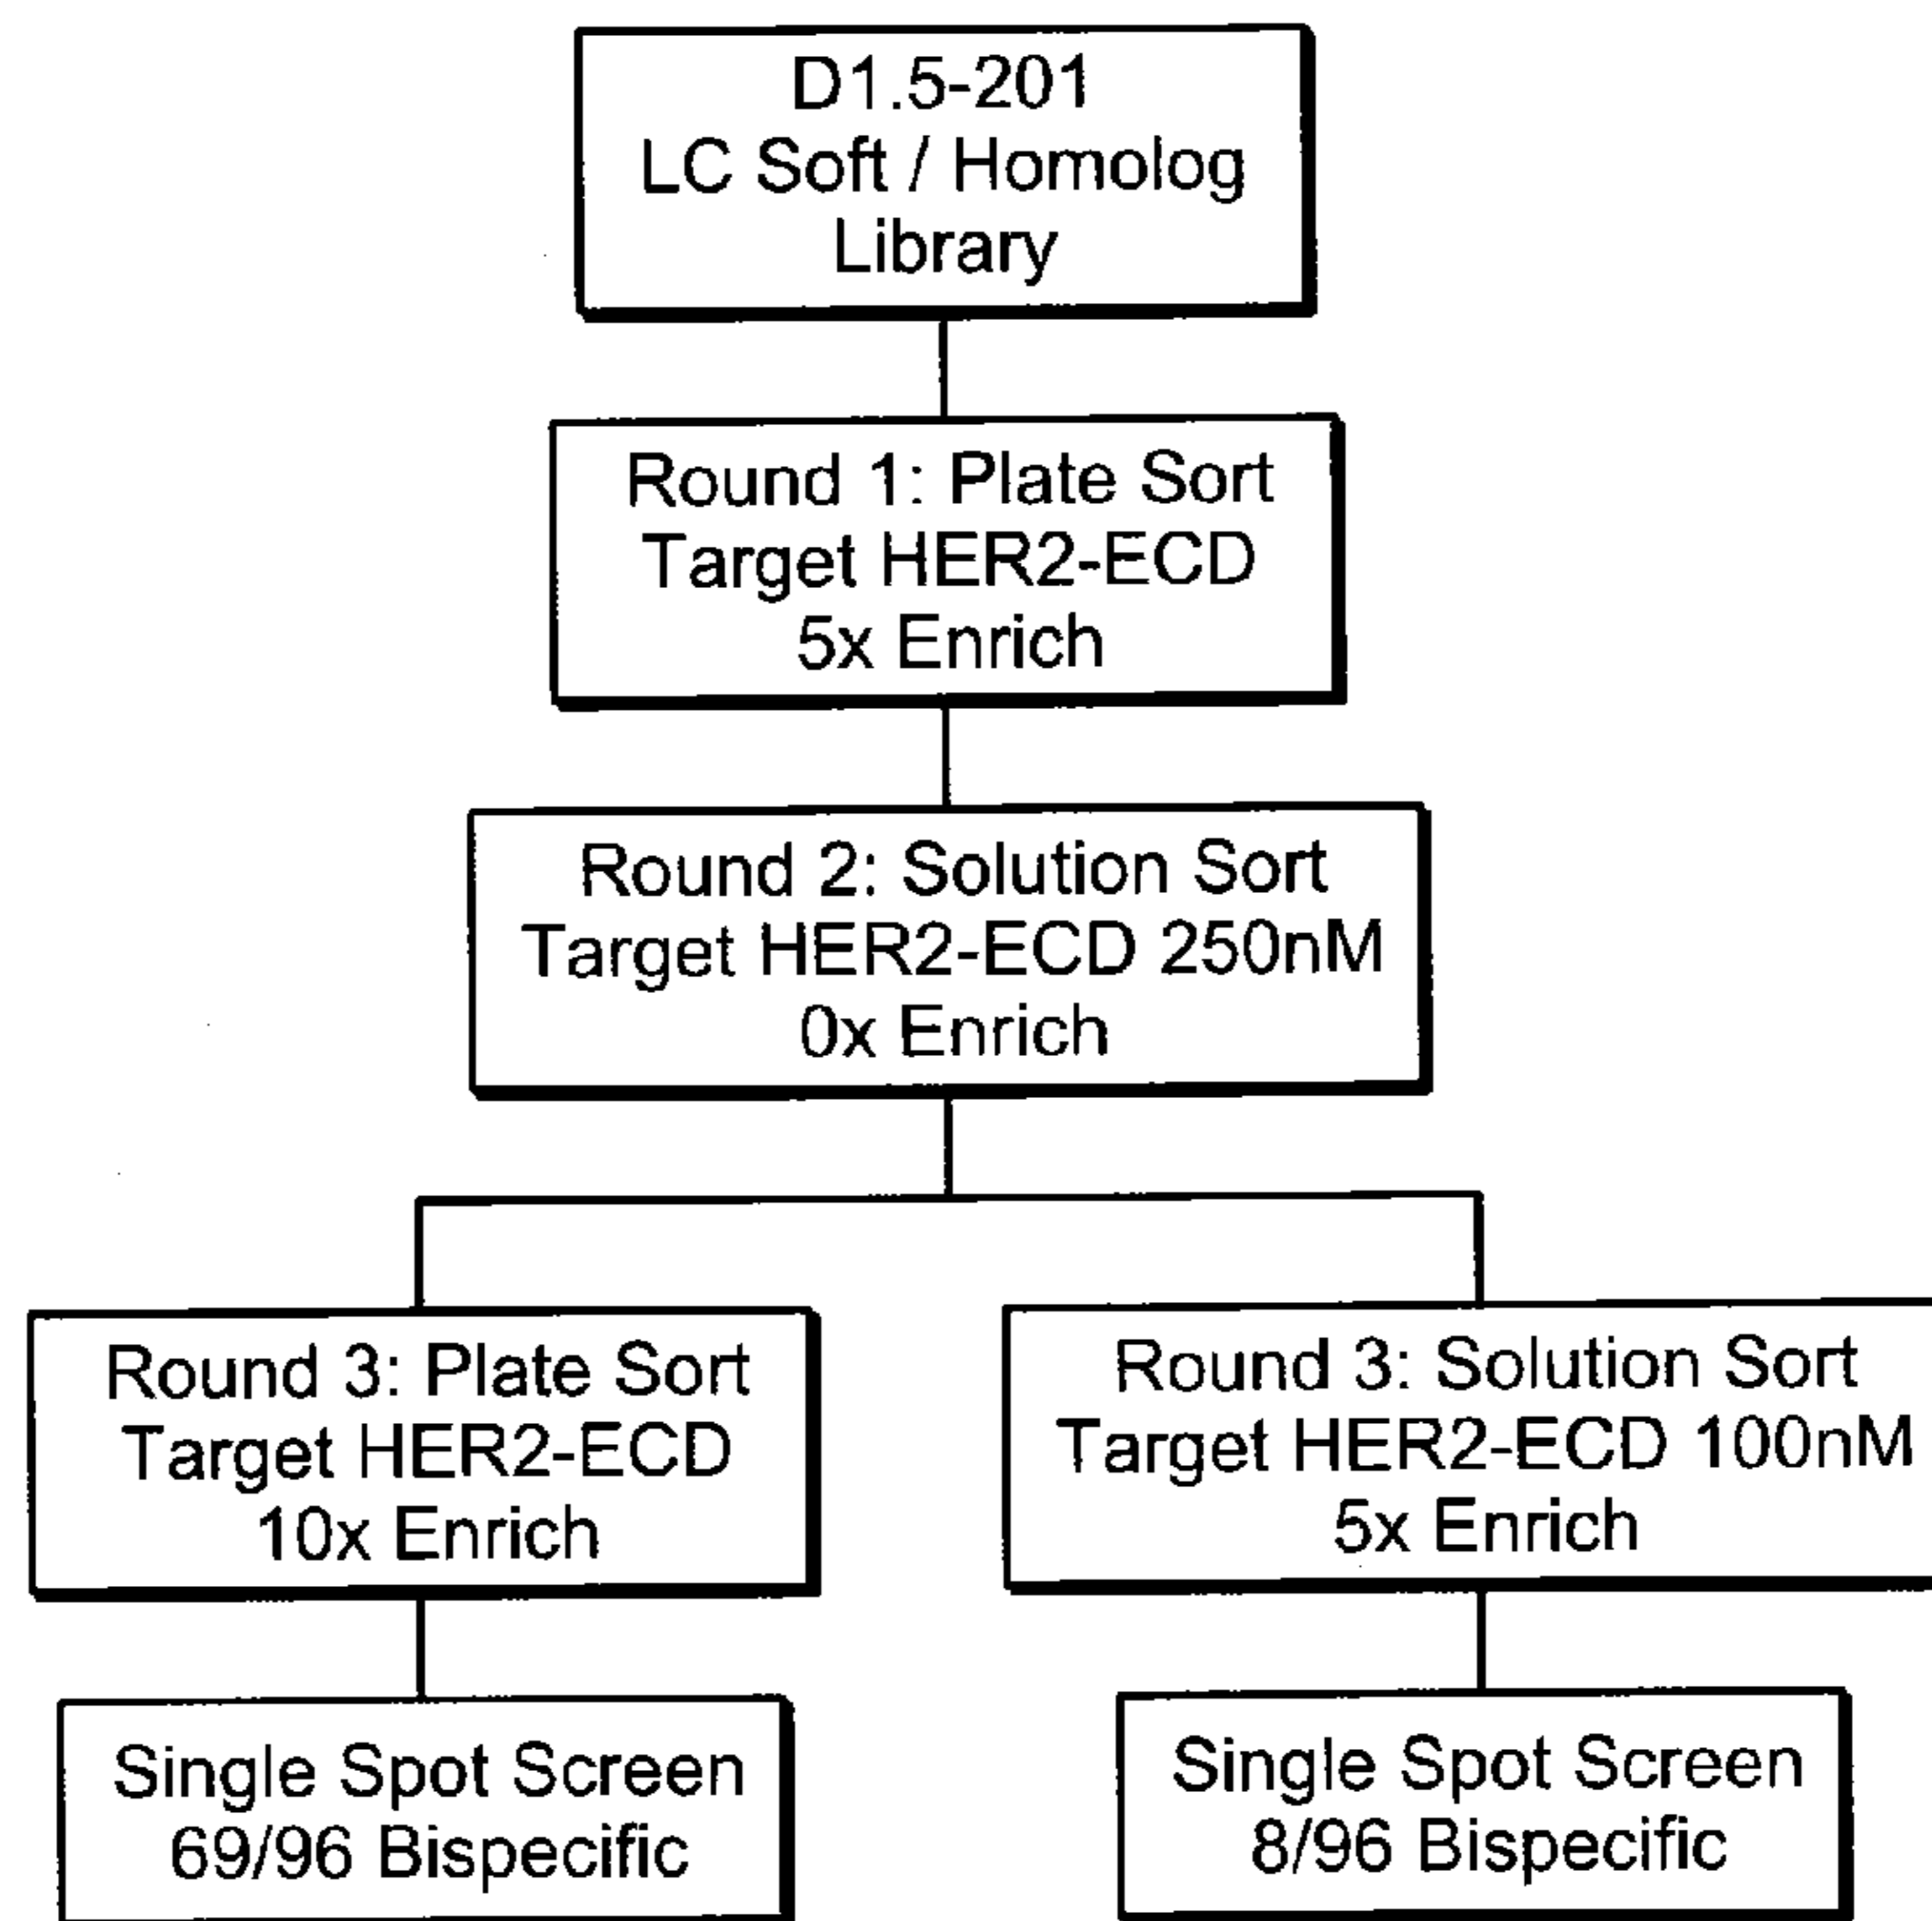 D1.5-201
LC Soft / Homolog
Library
Round 1: Plate Sort
Target HER2-ECD
5x Enrich
Round 2: Solution Sort
Target HER2-ECD 250nM
0x Enrich
Round 3: Plate Sort
Target HER2-ECD
10x Enrich
Round 3: Solution Sort
Target HER2-ECD 100nM
5x Enrich
Single Spot Screen
69/96 Bispecific
Single Spot Screen
8/96 Bispecific